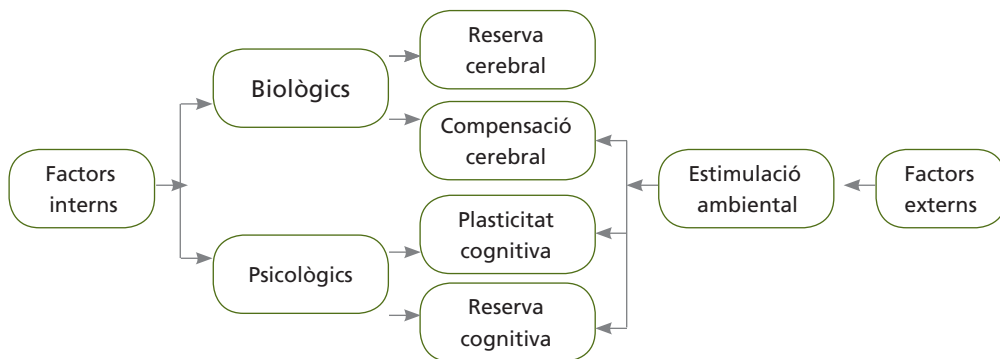 Factors
interns
Biològics
Psicològics
Reserva
cerebral
Compensació
cerebral
Plasticitat
cognitiva
Reserva
cognitiva
Estimulació
ambiental
Factors
externs